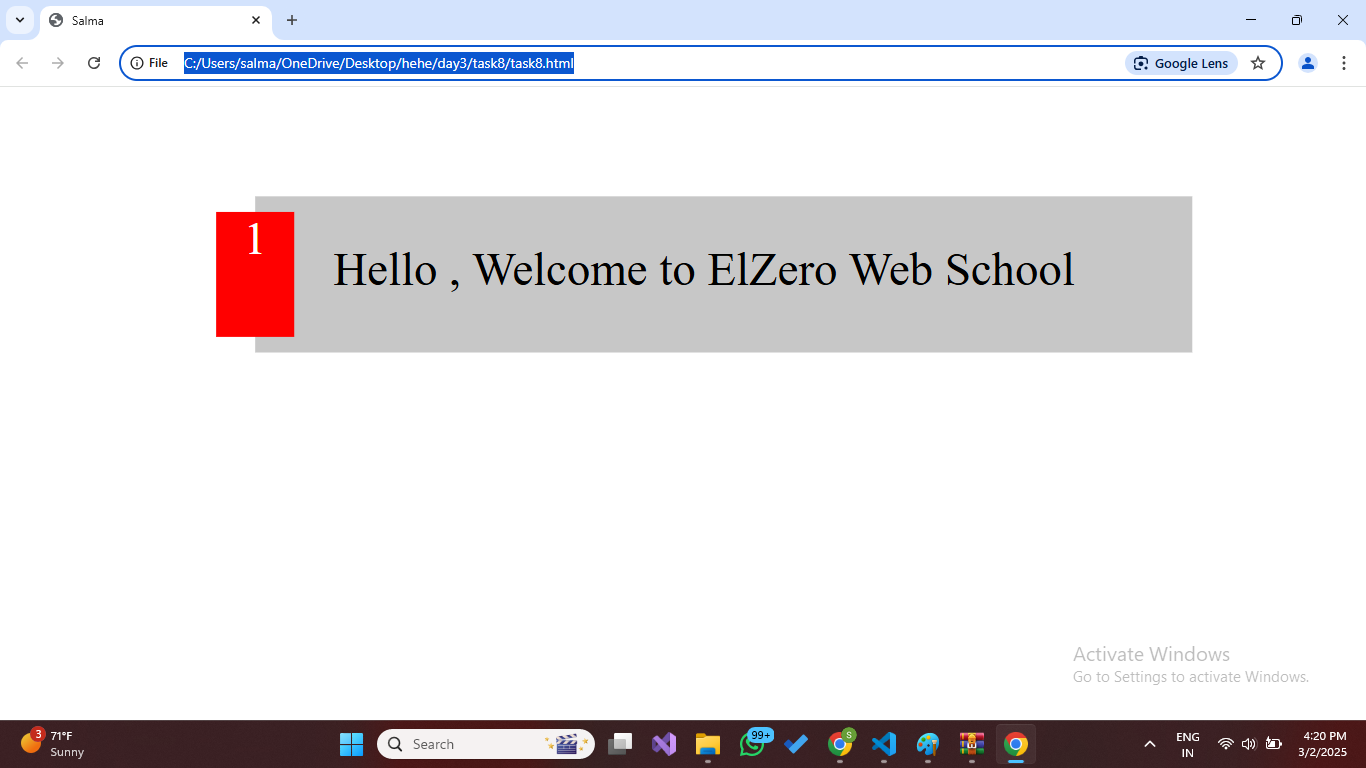 Salma
File
C:/Users/salma/OneDrive/Desktop/hehe/day3/task8/task8.html
Google Lens
1
Hello , Welcome to ElZero Web School
Activate Windows
Go to Settings to activate Windows.
3
71°F
Sunny
Search
99+
S
ENG
IN
4:20 PM
3/2/2025